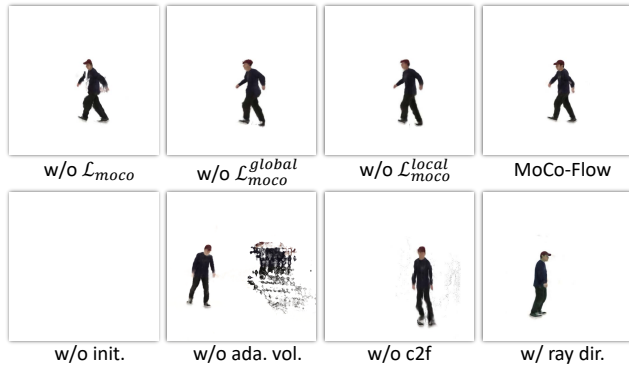 w/o ℒ_moco w/o ℒ_moco^global w/o ℒ_moco^local MoCo-Flow
w/o init. w/o ada. vol. w/o c2f w/ ray dir.